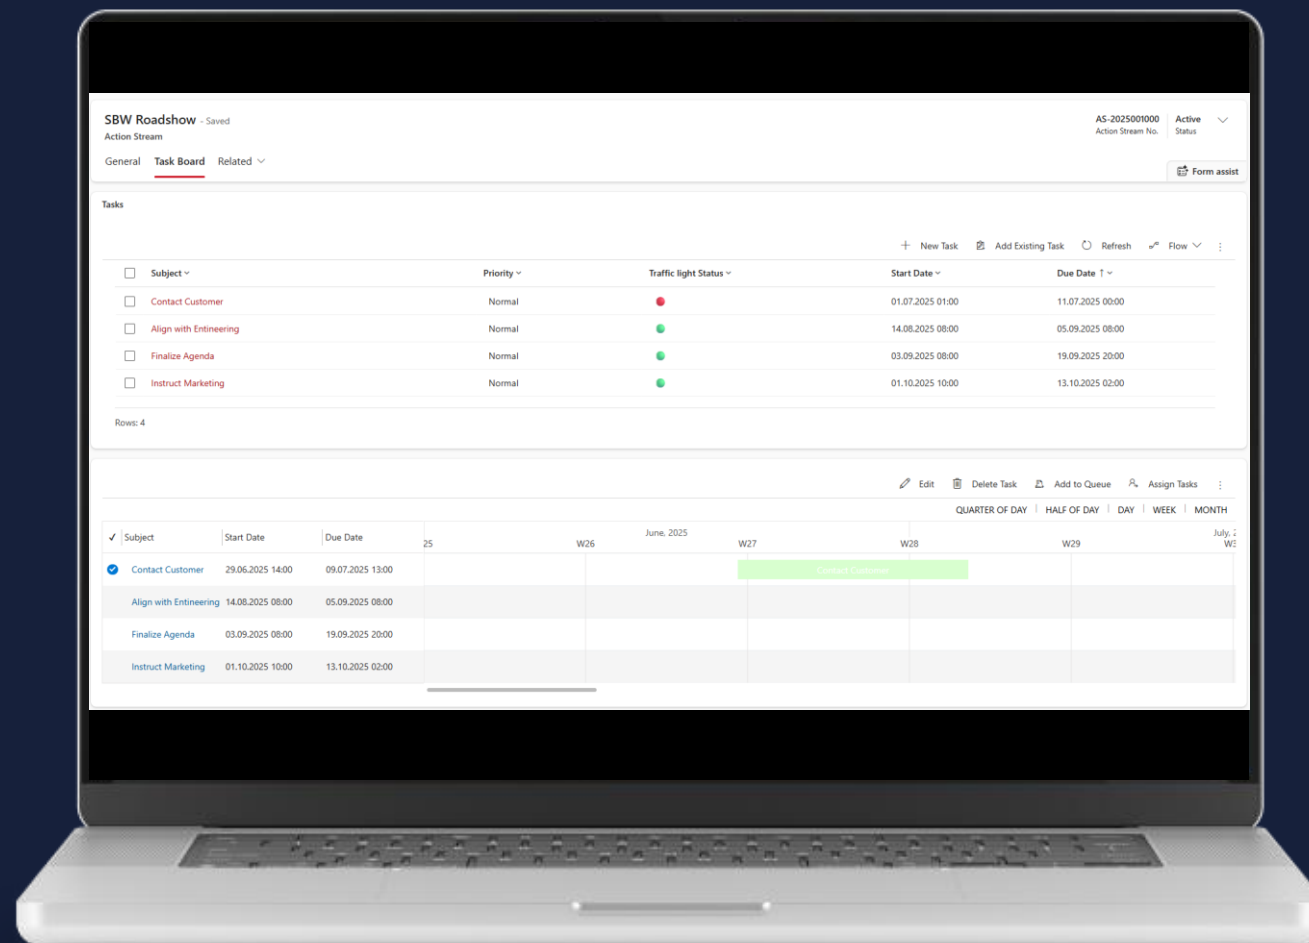 SBW Roadshow - Saved
Action Stream
AS-2025001000 Active
Action Stream No. Status
General Task Board Related
Form assist
Tasks
New Task Add Existing Task Refresh Flow
Subject Priority Traffic light Status Start Date Due Date ↑
Contact Customer Normal 01.07.2025 01:00 11.07.2025 00:00
Align with Entineering Normal 14.08.2025 08:00 05.09.2025 08:00
Finalize Agenda Normal 03.09.2025 08:00 19.09.2025 20:00
Instruct Marketing Normal 01.10.2025 10:00 13.10.2025 02:00
Rows: 4
Edit Delete Task Add to Queue Assign Tasks
QUARTER OF DAY HALF OF DAY DAY WEEK MONTH
✓ Subject Start Date Due Date June, 2025 July,
25 W26 W27 W28 W29
Contact Customer 29.06.2025 14:00 09.07.2025 13:00 Contact Customer
Align with Entineering 14.08.2025 08:00 05.09.2025 08:00
Finalize Agenda 03.09.2025 08:00 19.09.2025 20:00
Instruct Marketing 01.10.2025 10:00 13.10.2025 02:00